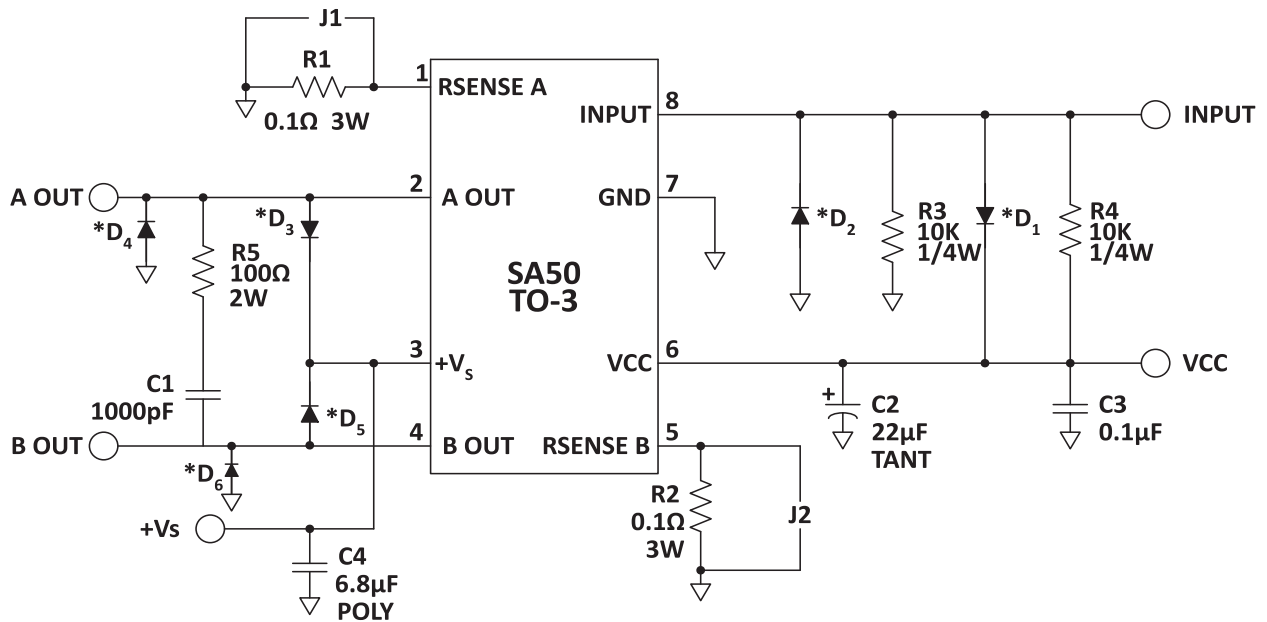 J1
R1
0.1Ω 3W
1
RSENSE A
INPUT
8
INPUT
A OUT
2
A OUT
GND
7
*D4
R5
100Ω
2W
*D3
SA50
TO-3
*D2
R3
10K
1/4W
*D1
R4
10K
1/4W
3
+VS
VCC
6
VCC
C1
1000pF
*D5
+
C2
22µF
TANT
C3
0.1µF
B OUT
4
B OUT
RSENSE B
5
*D6
R2
0.1Ω
3W
J2
+Vs
C4
6.8µF
POLY